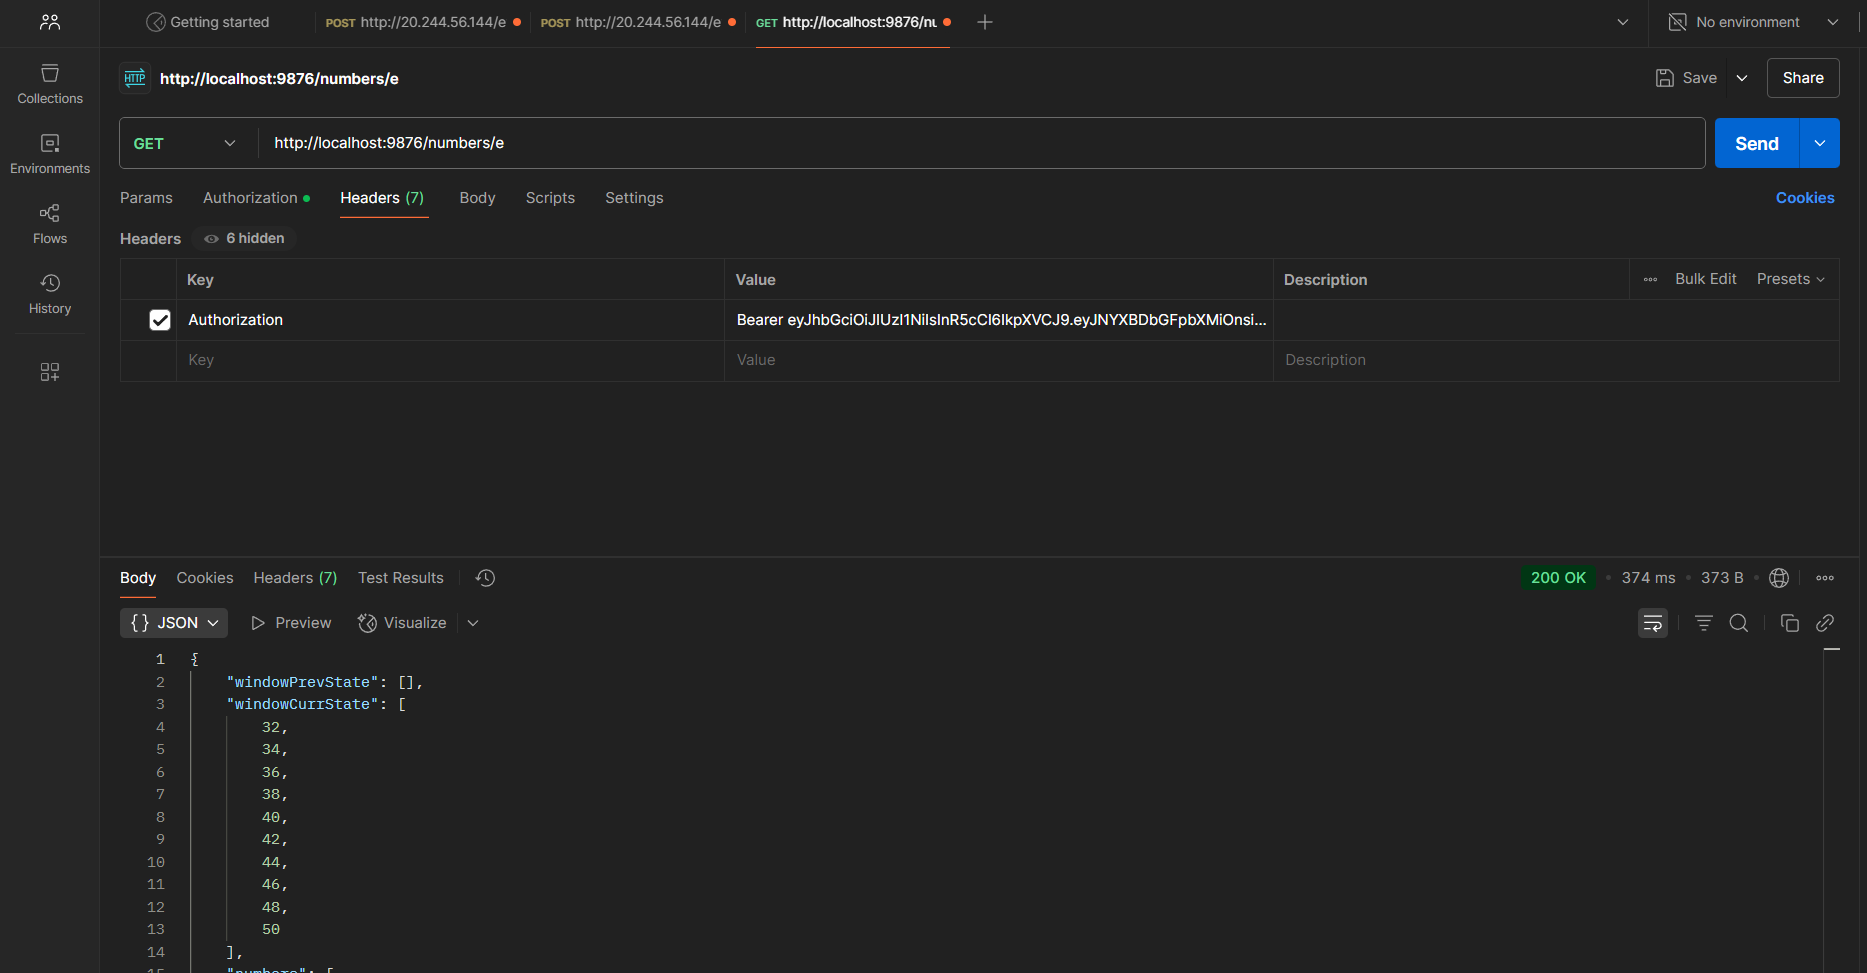 Getting started
POST http://20.244.56.144/e
POST http://20.244.56.144/e
GET http://localhost:9876/nu
No environment
Collections
Environments
Flows
History
HTTP http://localhost:9876/numbers/e
Save
Share
GET
http://localhost:9876/numbers/e
Send
Params
Authorization
Headers (7)
Body
Scripts
Settings
Cookies
Headers
6 hidden
Key
Value
Description
Bulk Edit
Presets
Authorization
Bearer eyJhbGciOiJIUzI1NiIsInR5cCI6IkpXVCJ9.eyJNYXBDbGFpbXMiOnsi...
Key
Value
Description
Body
Cookies
Headers (7)
Test Results
200 OK
374 ms
373 B
{} JSON
Preview
Visualize
1 {
2 "windowPrevState": [],
3 "windowCurrState": [
4 32,
5 34,
6 36,
7 38,
8 40,
9 42,
10 44,
11 46,
12 48,
13 50
14 ],
15 "numbers": [